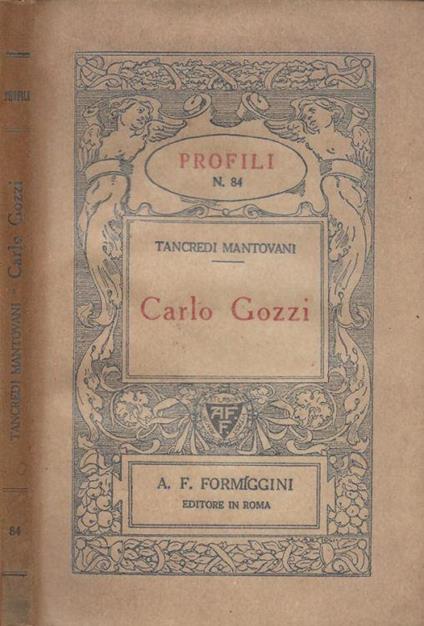 PROFILI
N. 84
TANCREDI MANTOVANI
Carlo Gozzi
A. F.
F.
A. F. FORMÍGGINI
EDITORE IN ROMA
PROFILI
TANCREDI MANTOVANI - Carlo Gozzi
84